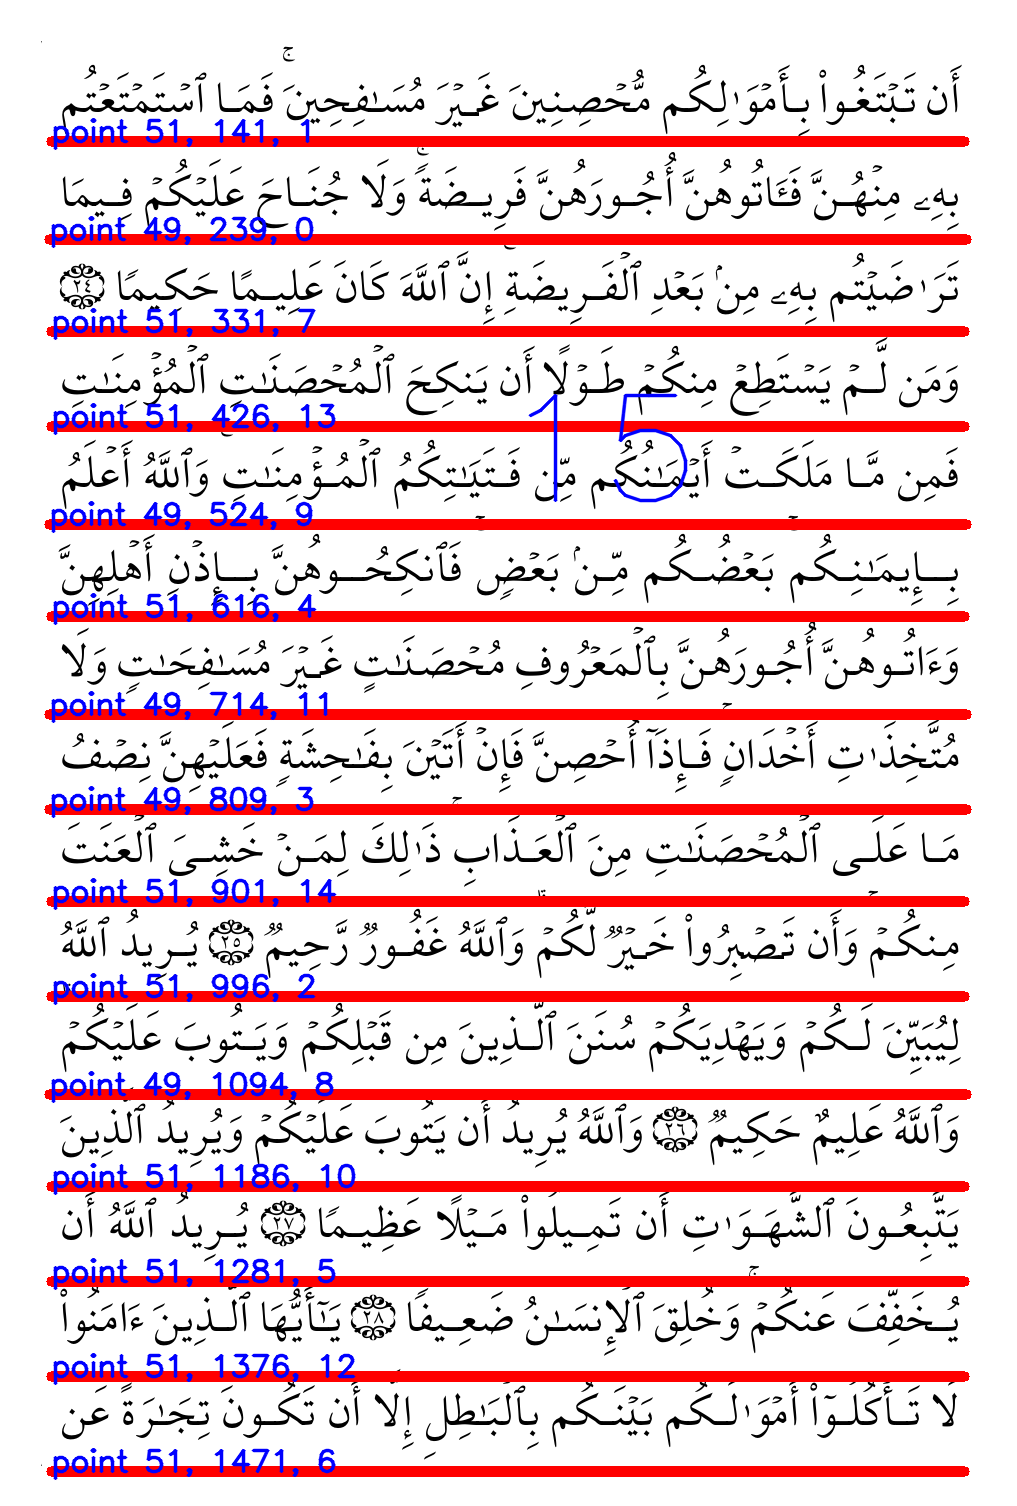 أَن تَبْتَغُوا۟ بِأَمْوَٰلِكُم مُّحْصِنِينَ غَيْرَ مُسَـٰفِحِينَ ۚ فَمَا ٱسْتَمْتَعْتُم
point 51, 141, 1
بِهِۦ مِنْهُنَّ فَـَٔاتُوهُنَّ أُجُورَهُنَّ فَرِيضَةً ۚ وَلَا جُنَاحَ عَلَيْكُمْ فِيمَا
point 49, 239, 0
تَرَٰضَيْتُم بِهِۦ مِنۢ بَعْدِ ٱلْفَرِيضَةِ ۚ إِنَّ ٱللَّهَ كَانَ عَلِيمًا حَكِيمًا ٢٤
point 51, 331, 7
وَمَن لَّمْ يَسْتَطِعْ مِنكُمْ طَوْلًا أَن يَنكِحَ ٱلْمُحْصَنَـٰتِ ٱلْمُؤْمِنَـٰتِ
point 51, 426, 13
15
فَمِن مَّا مَلَكَتْ أَيْمَـٰنُكُم مِّن فَتَيَـٰتِكُمُ ٱلْمُؤْمِنَـٰتِ ۚ وَٱللَّهُ أَعْلَمُ
point 49, 524, 9
بِإِيمَـٰنِكُم ۚ بَعْضُكُم مِّنۢ بَعْضٍ ۚ فَٱنكِحُوهُنَّ بِإِذْنِ أَهْلِهِنَّ
point 51, 616, 4
وَءَاتُوهُنَّ أُجُورَهُنَّ بِٱلْمَعْرُوفِ مُحْصَنَـٰتٍ غَيْرَ مُسَـٰفِحَـٰتٍ وَلَا
point 49, 714, 11
مُتَّخِذَٰتِ أَخْدَانٍ ۚ فَإِذَآ أُحْصِنَّ فَإِنْ أَتَيْنَ بِفَـٰحِشَةٍ فَعَلَيْهِنَّ نِصْفُ
point 49, 809, 3
مَا عَلَى ٱلْمُحْصَنَـٰتِ مِنَ ٱلْعَذَابِ ۚ ذَٰلِكَ لِمَنْ خَشِىَ ٱلْعَنَتَ
point 51, 901, 14
مِنكُمْ ۚ وَأَن تَصْبِرُوا۟ خَيْرٌ لَّكُمْ ۗ وَٱللَّهُ غَفُورٌ رَّحِيمٌ ٢٥ يُرِيدُ ٱللَّهُ
point 51, 996, 2
لِيُبَيِّنَ لَكُمْ وَيَهْدِيَكُمْ سُنَنَ ٱلَّذِينَ مِن قَبْلِكُمْ وَيَتُوبَ عَلَيْكُمْ
point 49, 1094, 8
وَٱللَّهُ عَلِيمٌ حَكِيمٌ ٢٦ وَٱللَّهُ يُرِيدُ أَن يَتُوبَ عَلَيْكُمْ وَيُرِيدُ ٱلَّذِينَ
point 51, 1186, 10
يَتَّبِعُونَ ٱلشَّهَوَٰتِ أَن تَمِيلُوا۟ مَيْلًا عَظِيمًا ٢٧ يُرِيدُ ٱللَّهُ أَن
point 51, 1281, 5
يُخَفِّفَ عَنكُمْ ۚ وَخُلِقَ ٱلْإِنسَـٰنُ ضَعِيفًا ٢٨ يَـٰٓأَيُّهَا ٱلَّذِينَ ءَامَنُوا۟
point 51, 1376, 12
لَا تَأْكُلُوٓا۟ أَمْوَٰلَكُم بَيْنَكُم بِٱلْبَـٰطِلِ إِلَّآ أَن تَكُونَ تِجَـٰرَةً عَن
point 51, 1471, 6